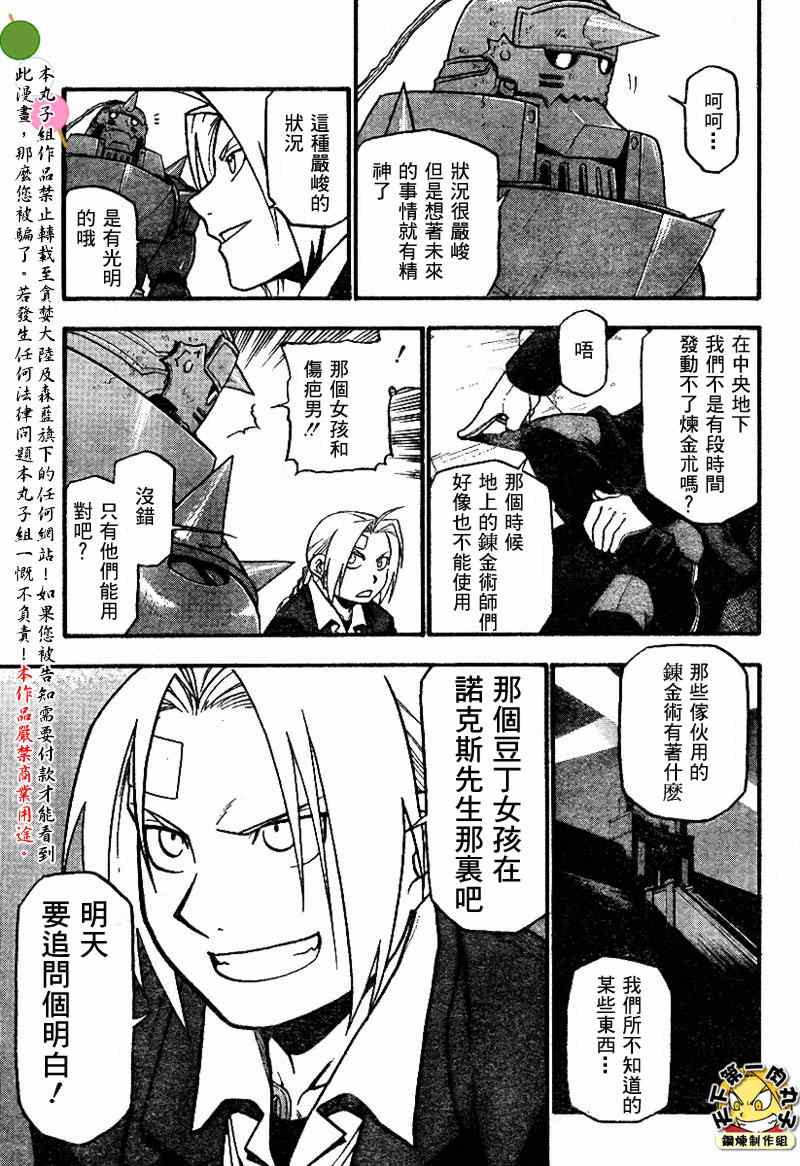 呵呵…
狀況很嚴峻
但是想著未來
的事情就有精
神了
這種嚴峻的
狀況
是有光明
的哦
在中央地下
我們不是有段時間
發動不了煉金朮嗎?
唔
那個時候
地上的鍊金術師們
好像也不能使用
!
那個女孩和
傷疤男!!
沒錯
只有他們能用
對吧?
那些傢伙用的
鍊金術有著什麽
我們所不知道的
某些東西…
那個豆丁女孩在
諾克斯先生那裏吧
明天
要追問個明白!
本丸子組作品禁止轉載至貪婪大陸及森藍旗下的任何網站!如果您被告知需要付款才能看到
此漫畫,那麼您被騙了。若發生任何法律問題本丸子組一慨不負責!本作品嚴禁商業用途。
天下第一肉丸子
鋼煉制作組